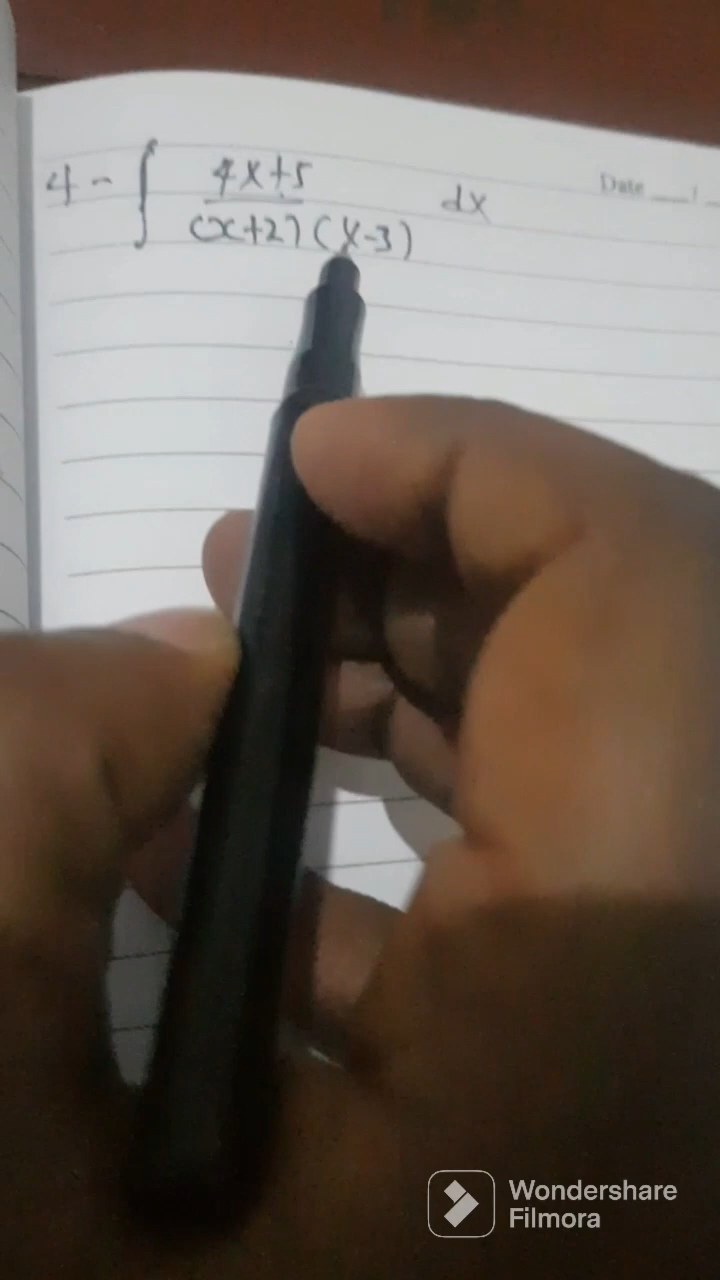 4- ∫ 4x+5 dx
(x+2)(x-3)
Date
Wondershare
Filmora